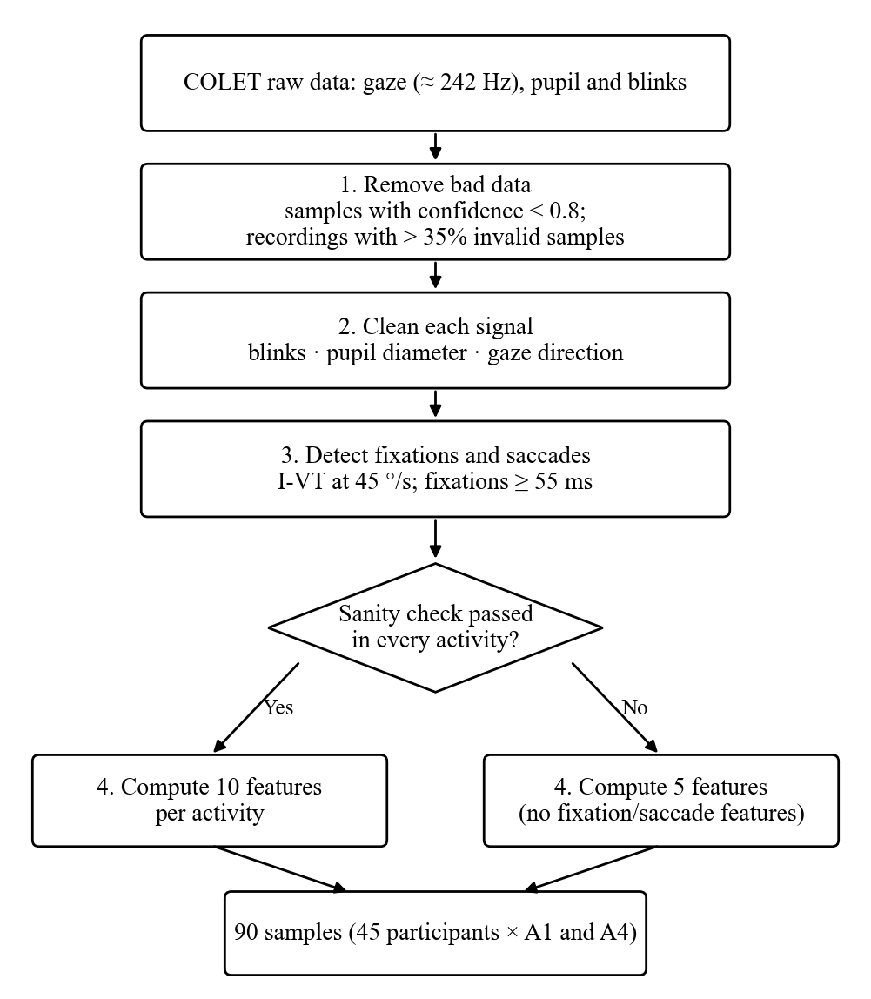 COLET raw data: gaze (≈ 242 Hz), pupil and blinks
1. Remove bad data
samples with confidence < 0.8;
recordings with > 35% invalid samples
2. Clean each signal
blinks · pupil diameter · gaze direction
3. Detect fixations and saccades
I-VT at 45 °/s; fixations ≥ 55 ms
Sanity check passed
in every activity?
Yes
No
4. Compute 10 features
per activity
4. Compute 5 features
(no fixation/saccade features)
90 samples (45 participants × A1 and A4)